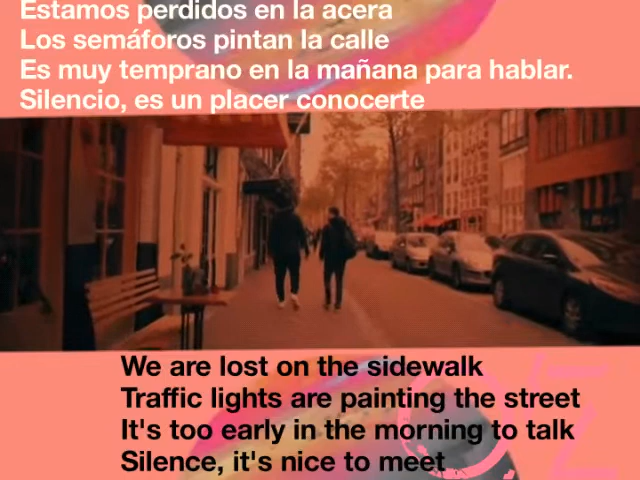 Estamos perdidos en la acera
Los semáforos pintan la calle
Es muy temprano en la mañana para hablar.
Silencio, es un placer conocerte
We are lost on the sidewalk
Traffic lights are painting the street
It's too early in the morning to talk
Silence, it's nice to meet